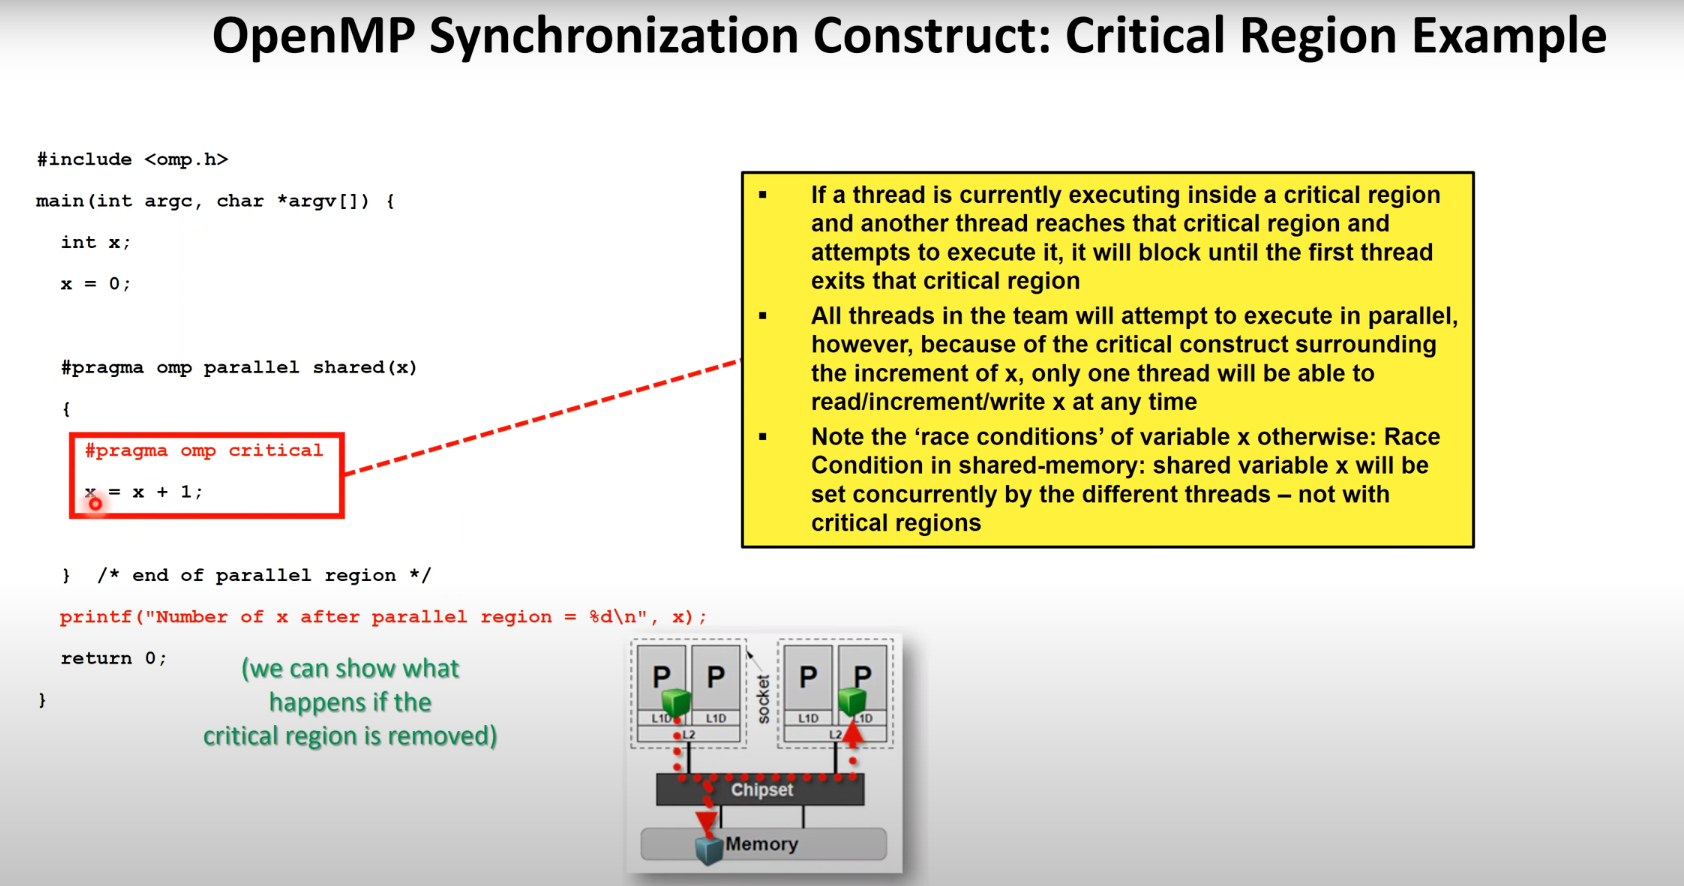 OpenMP Synchronization Construct: Critical Region Example
#include <omp.h>
main(int argc, char *argv[]) {
int x;
x = 0;
#pragma omp parallel shared(x)
{
#pragma omp critical
x = x + 1;
} /* end of parallel region */
printf("Number of x after parallel region = %d\n", x);
return 0;
}
(we can show what
happens if the
critical region is removed)
▪ If a thread is currently executing inside a critical region
and another thread reaches that critical region and
attempts to execute it, it will block until the first thread
exits that critical region
▪ All threads in the team will attempt to execute in parallel,
however, because of the critical construct surrounding
the increment of x, only one thread will be able to
read/increment/write x at any time
▪ Note the ‘race conditions’ of variable x otherwise: Race
Condition in shared-memory: shared variable x will be
set concurrently by the different threads – not with
critical regions
P P socket P P
L1D L1D L1D L1D
L2 L2
Chipset
Memory